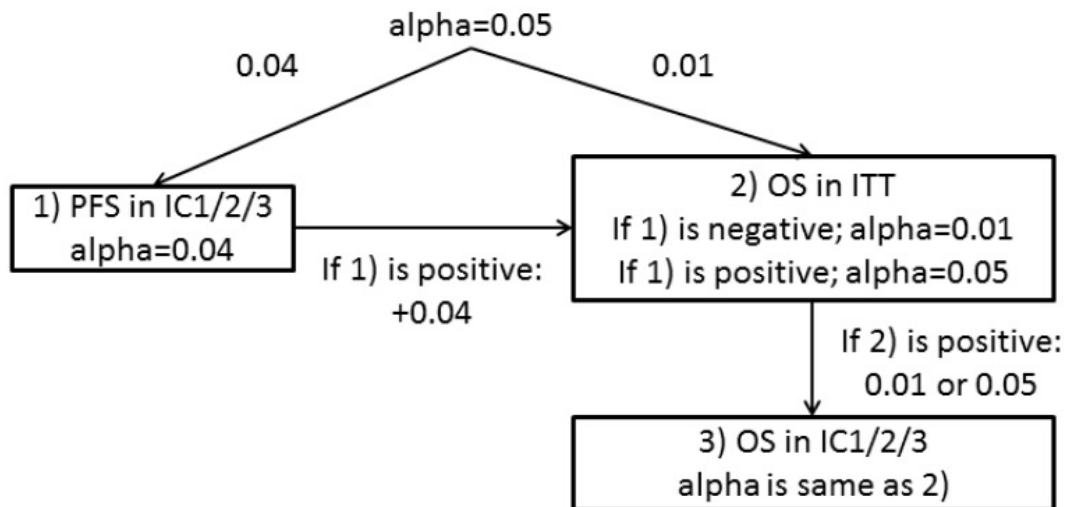 alpha=0.05
0.04
0.01
1) PFS in IC1/2/3
alpha=0.04
If 1) is positive:
+0.04
2) OS in ITT
If 1) is negative; alpha=0.01
If 1) is positive; alpha=0.05
If 2) is positive:
0.01 or 0.05
3) OS in IC1/2/3
alpha is same as 2)